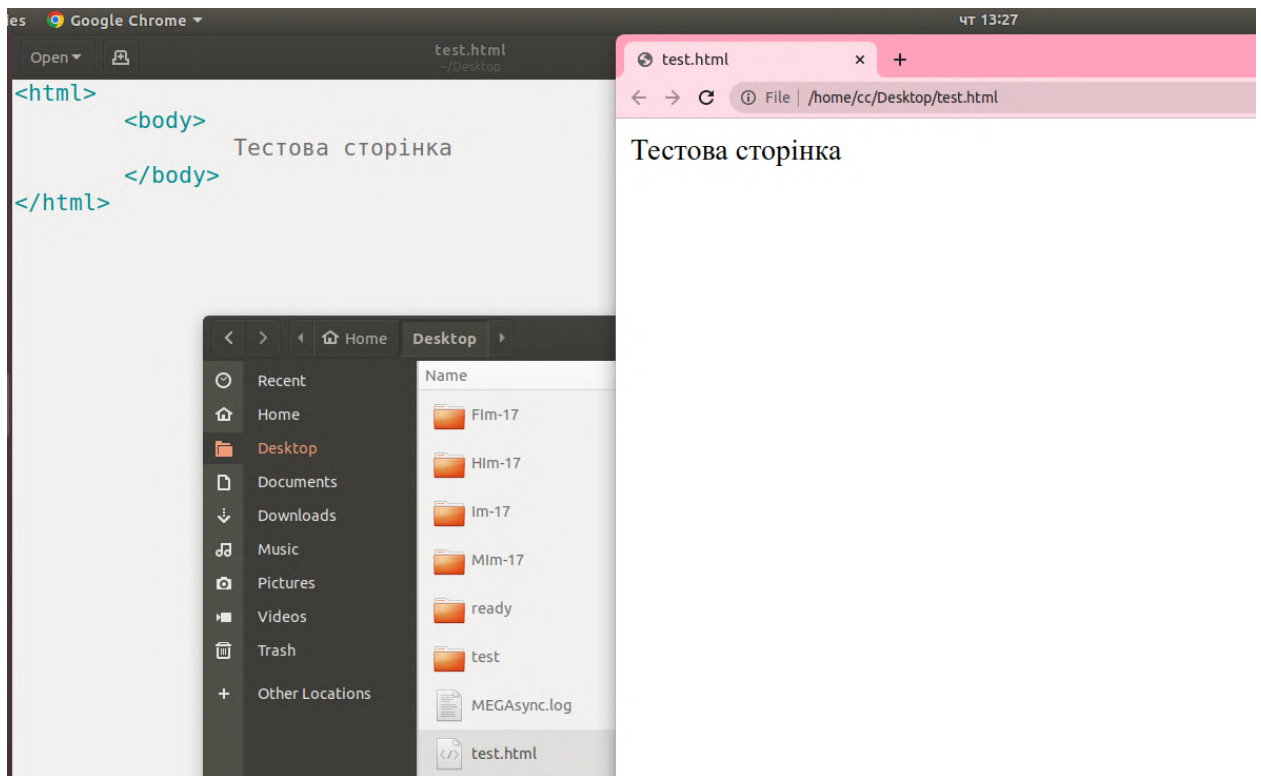 ies Google Chrome
чт 13:27
Open
test.html
~/Desktop
<html>
<body>
Тестова сторінка
</body>
</html>
test.html
File | /home/cc/Desktop/test.html
Тестова сторінка
Home Desktop
Recent
Home
Desktop
Documents
Downloads
Music
Pictures
Videos
Trash
Other Locations
Name
FIm-17
HIm-17
Im-17
MIm-17
ready
test
MEGAsync.log
test.html